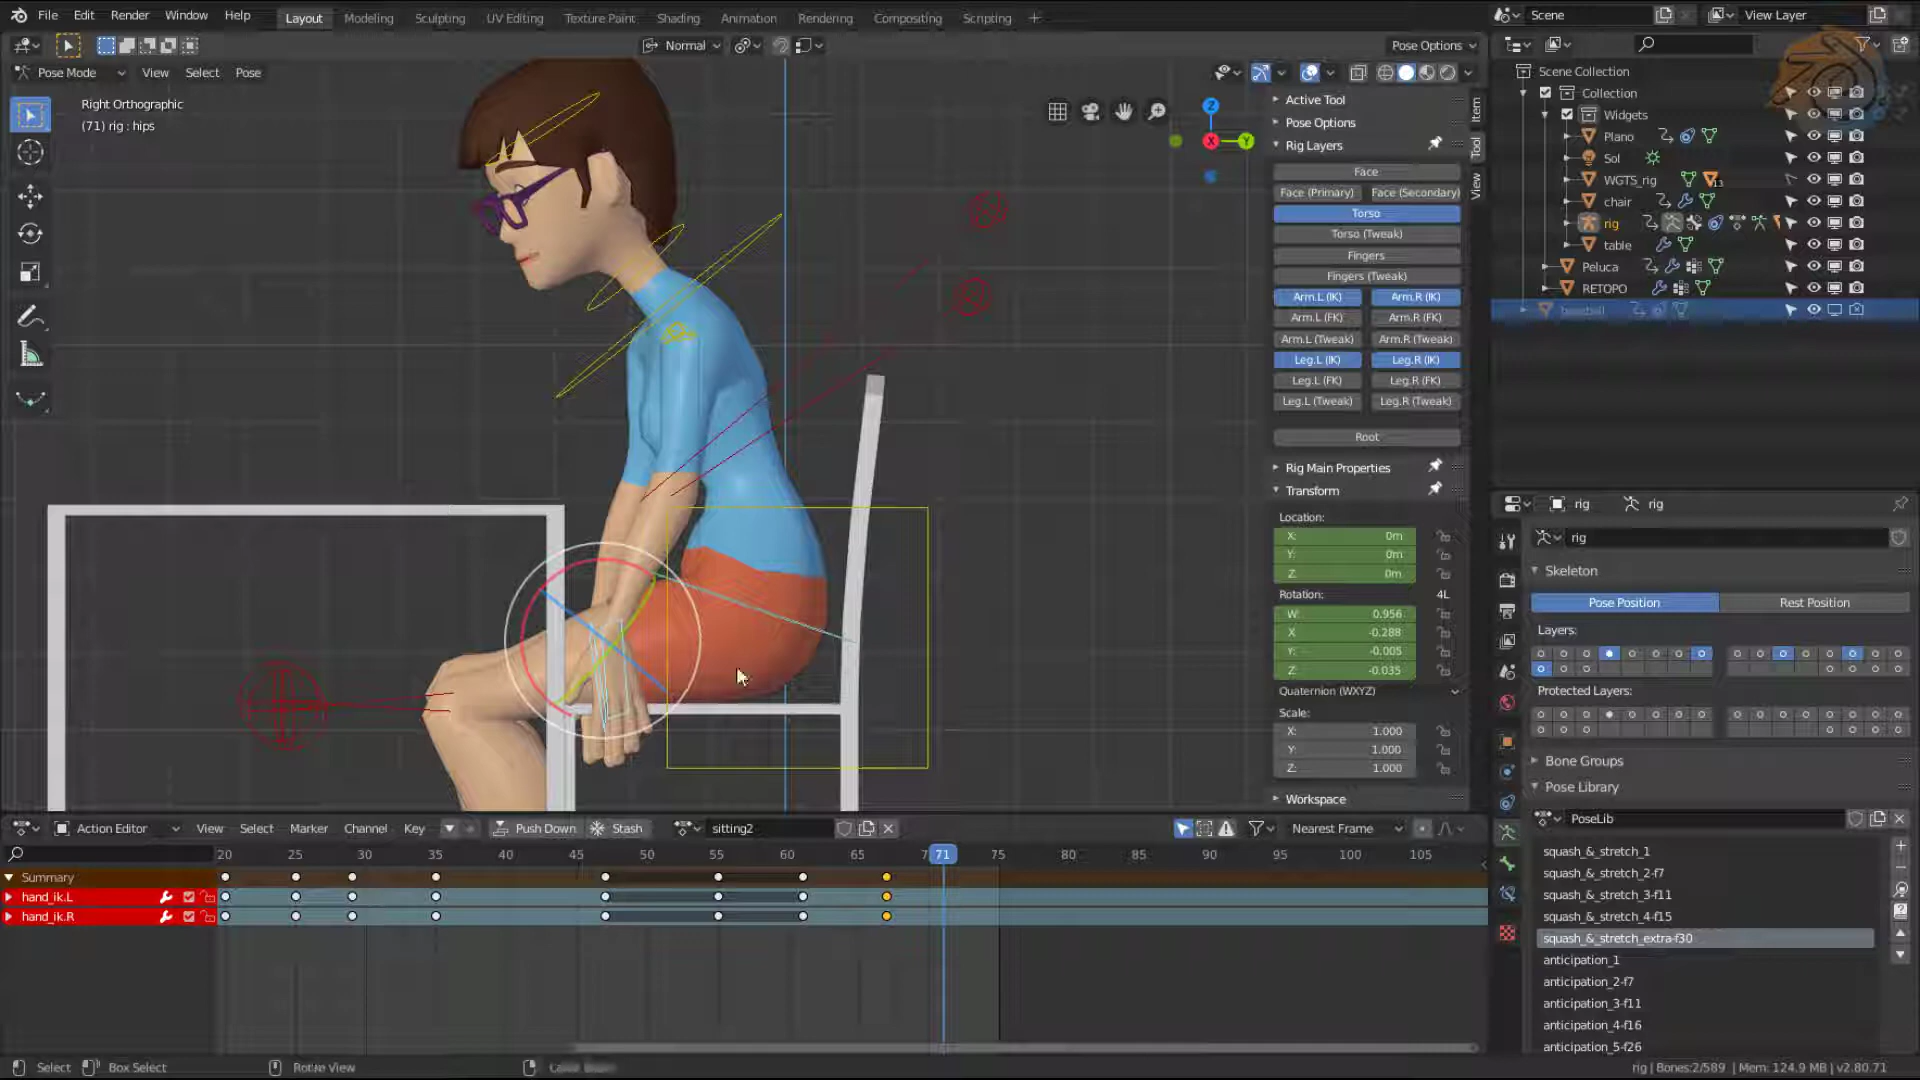 File Edit Render Window Help
Layout Modeling Sculpting UV Editing Texture Paint Shading Animation Rendering Compositing Scripting +
Scene
View Layer
Normal
Pose Options
Pose Mode View Select Pose
Right Orthographic
(71) rig : hips
Z
X
Y
Active Tool
Pose Options
Rig Layers
Face
Face (Primary) Face (Secondary)
Torso
Torso (Tweak)
Fingers
Fingers (Tweak)
Arm.L (IK) Arm.R (IK)
Arm.L (FK) Arm.R (FK)
Arm.L (Tweak) Arm.R (Tweak)
Leg.L (IK) Leg.R (IK)
Leg.L (FK) Leg.R (FK)
Leg.L (Tweak) Leg.R (Tweak)
Root
Rig Main Properties
Transform
Location:
X: 0m
Y: 0m
Z: 0m
Rotation: 4L
W: 0.956
X -0.288
Y: -0.005
Z: -0.035
Quaternion (WXYZ)
Scale:
X: 1.000
Y: 1.000
Z: 1.000
Workspace
Item
Tool
View
Scene Collection
Collection
Widgets
Plano
Sol
WGTS_rig 13
chair
rig
table
Peluca
RETOPO
rig rig
rig
Skeleton
Pose Position Rest Position
Layers:
Protected Layers:
Bone Groups
Pose Library
PoseLib
squash_&_stretch_1
squash_&_stretch_2-f7
squash_&_stretch_3-f11
squash_&_stretch_4-f15
squash_&_stretch_extra-f30
anticipation_1
anticipation_2-f7
anticipation_3-f11
anticipation_4-f16
anticipation_5-f26
Action Editor View Select Marker Channel Key Push Down Stash sitting2 Nearest Frame
20 25 30 35 40 45 50 55 60 65 71 75 80 85 90 95 100 105
Summary
hand_ik.L
hand_ik.R
Select Box Select Rotate View
rig | Bones:2/589 | Mem: 124.9 MB | v2.80.71